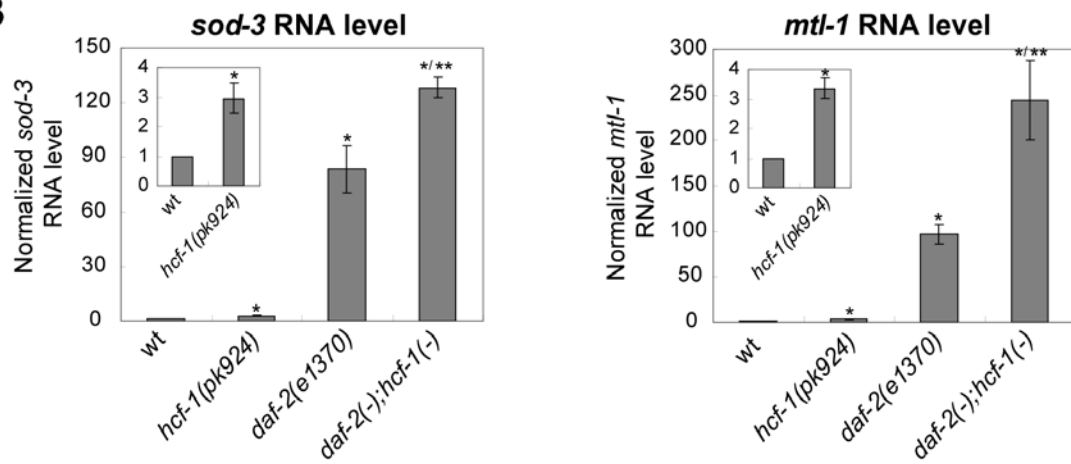 B
sod-3 RNA level
Normalized sod-3
RNA level
150
120
90
60
30
0
4
3
2
1
0
*
wt
hcf-1(pk924)
*
*
*/**
wt
hcf-1(pk924)
daf-2(e1370)
daf-2(-);hcf-1(-)
mtl-1 RNA level
Normalized mtl-1
RNA level
300
250
200
150
100
50
0
4
3
2
1
0
*
wt
hcf-1(pk924)
*
*
*/**
wt
hcf-1(pk924)
daf-2(e1370)
daf-2(-);hcf-1(-)